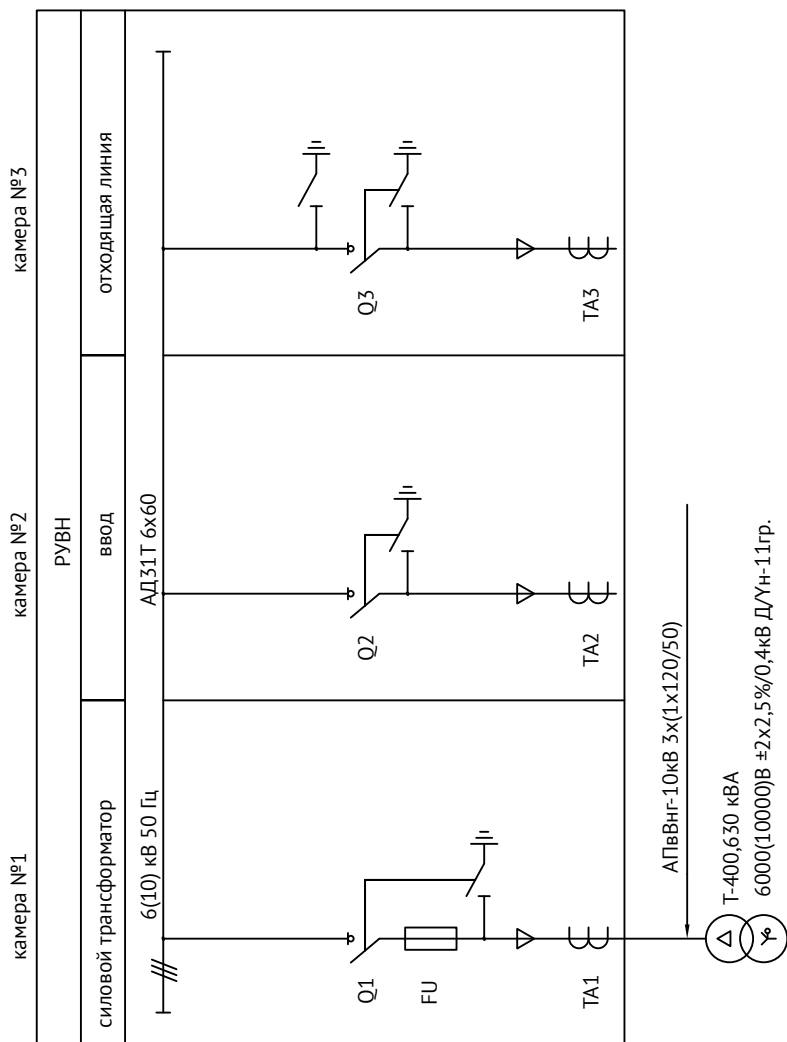 камера №1
камера №2
камера №3
РУВН
силовой трансформатор
ввод
отходящая линия
6(10) кВ 50 Гц
АД31Т 6х60
Q1
Q2
Q3
FU
TA1
TA2
TA3
АПвВнг-10кВ 3х(1х120/50)
Т-400,630 кВА
6000(10000)В ±2х2,5%/0,4кВ Д/Yн-11гр.
Yo